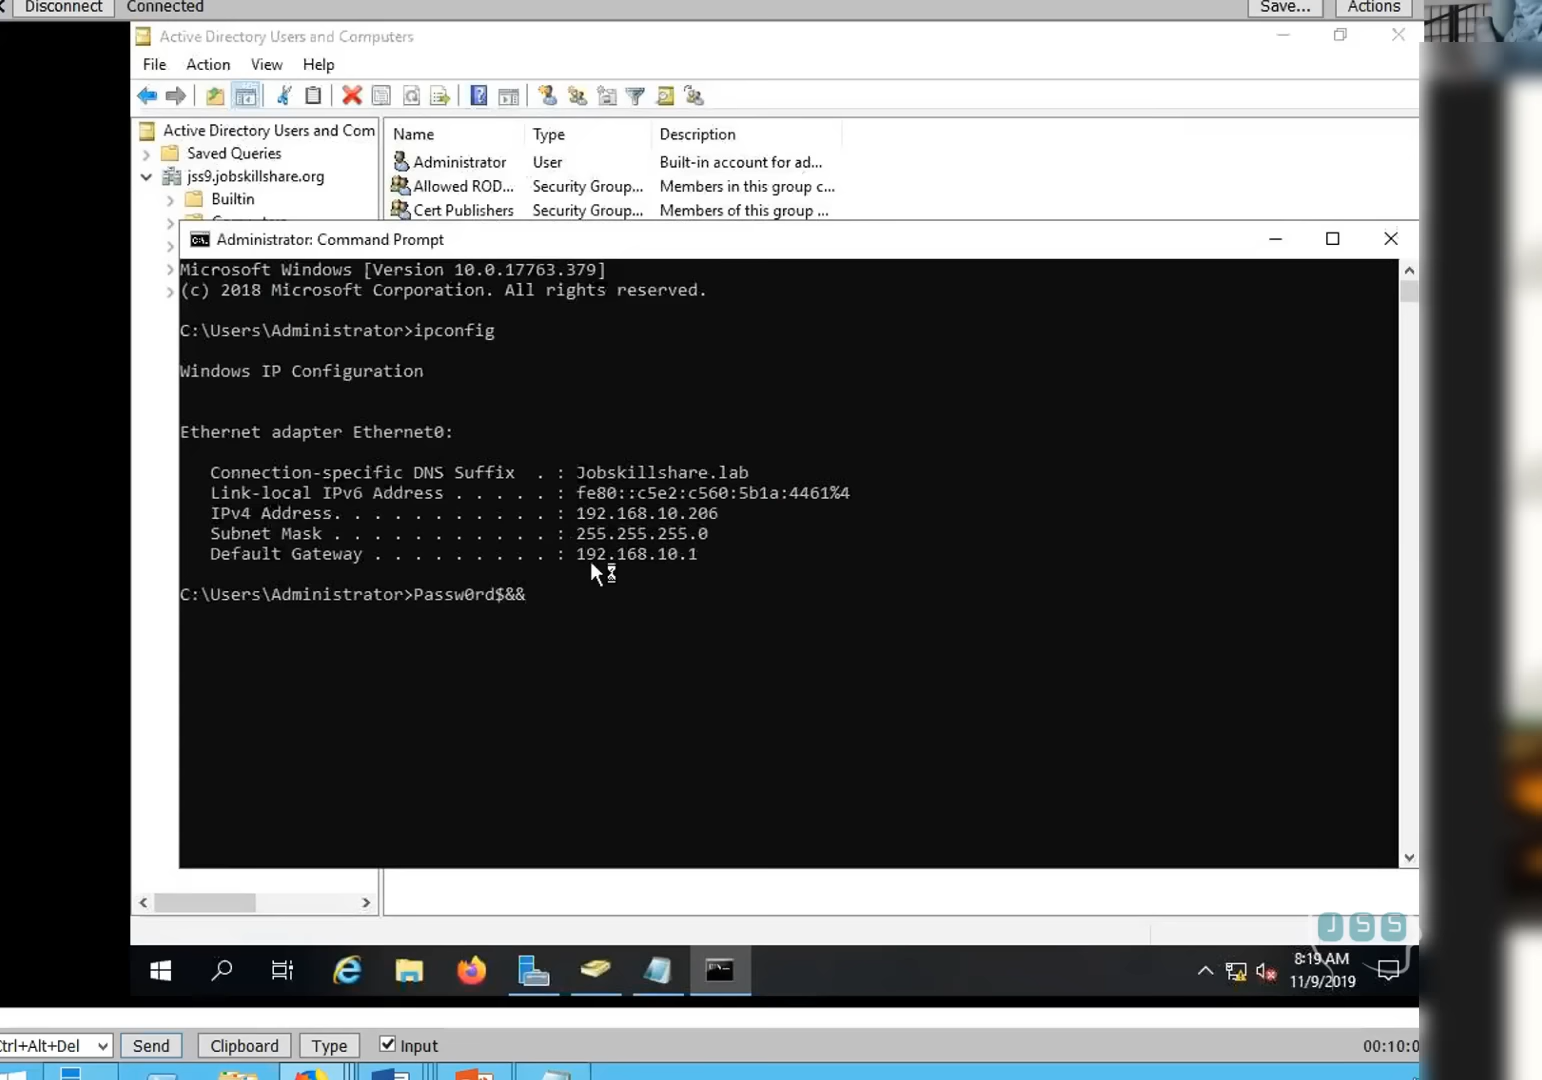 Disconnect Connected Save... Actions
Active Directory Users and Computers
File Action View Help
Active Directory Users and Com
Saved Queries
jss9.jobskillshare.org
Builtin
Name Type Description
Administrator User Built-in account for ad...
Allowed ROD... Security Group... Members in this group c...
Cert Publishers Security Group... Members of this group ...
Administrator: Command Prompt
Microsoft Windows [Version 10.0.17763.379]
(c) 2018 Microsoft Corporation. All rights reserved.
C:\Users\Administrator>ipconfig
Windows IP Configuration
Ethernet adapter Ethernet0:
Connection-specific DNS Suffix . : Jobskillshare.lab
Link-local IPv6 Address . . . . . : fe80::c5e2:c560:5b1a:4461%4
IPv4 Address. . . . . . . . . . . : 192.168.10.206
Subnet Mask . . . . . . . . . . . : 255.255.255.0
Default Gateway . . . . . . . . . : 192.168.10.1
C:\Users\Administrator>Passw0rd$&&
JSS
8:19 AM
11/9/2019
Ctrl+Alt+Del Send Clipboard Type Input 00:10:0